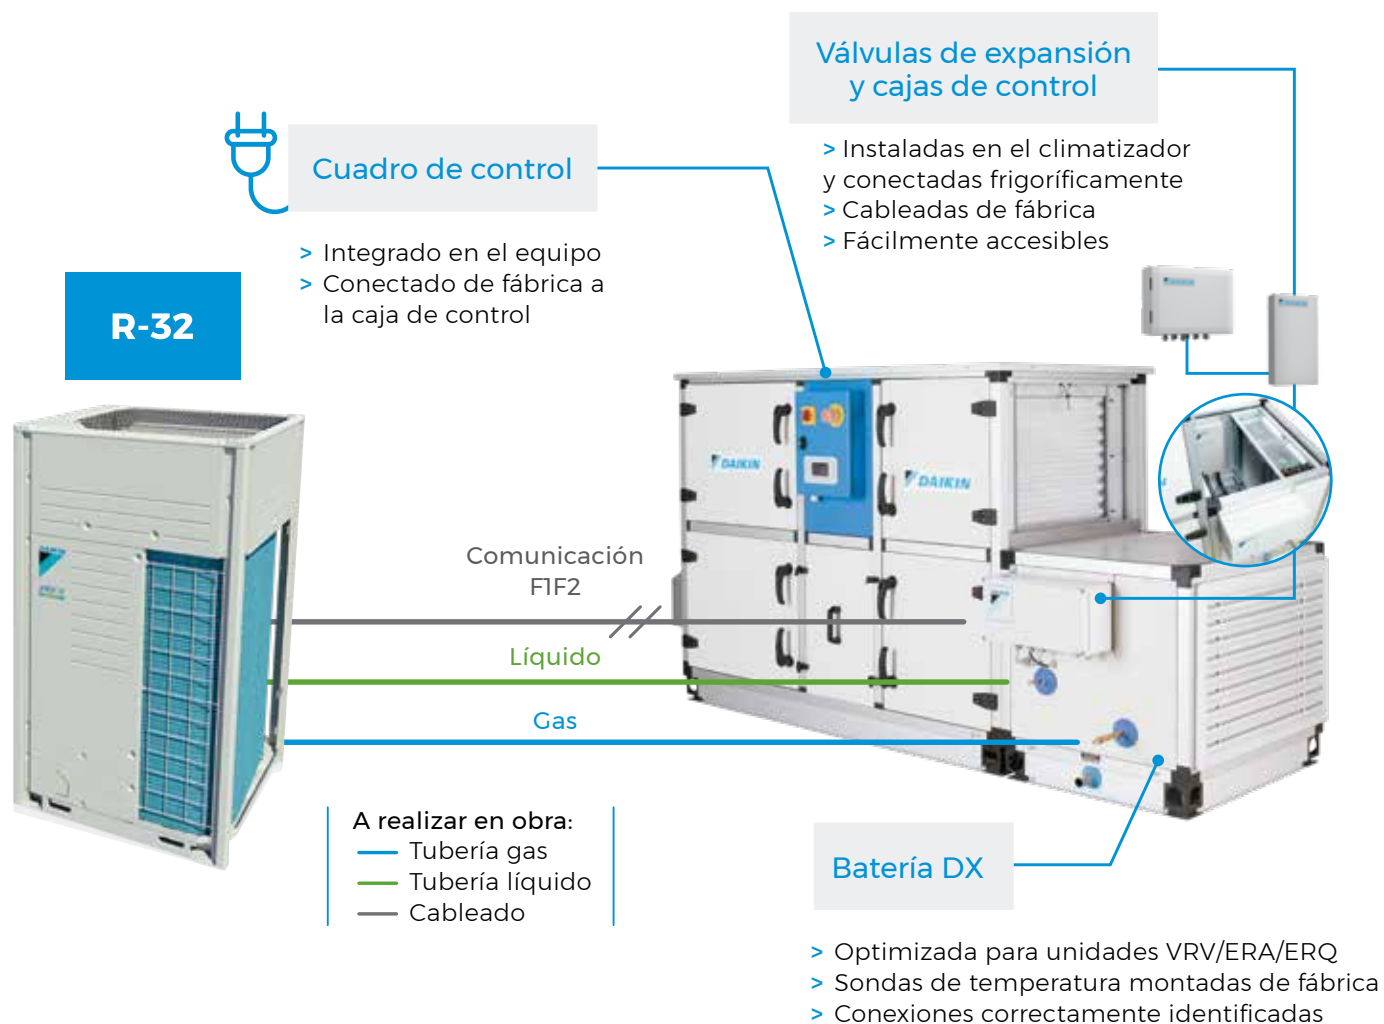 Válvulas de expansión
y cajas de control
> Instaladas en el climatizador
y conectadas frigoríficamente
> Cableadas de fábrica
> Fácilmente accesibles
Cuadro de control
> Integrado en el equipo
> Conectado de fábrica a
la caja de control
R-32
DAIKIN
DAIKIN
DAIKIN
Comunicación
F1F2
Líquido
Gas
A realizar en obra:
Tubería gas
Tubería líquido
Cableado
Batería DX
> Optimizada para unidades VRV/ERA/ERQ
> Sondas de temperatura montadas de fábrica
> Conexiones correctamente identificadas